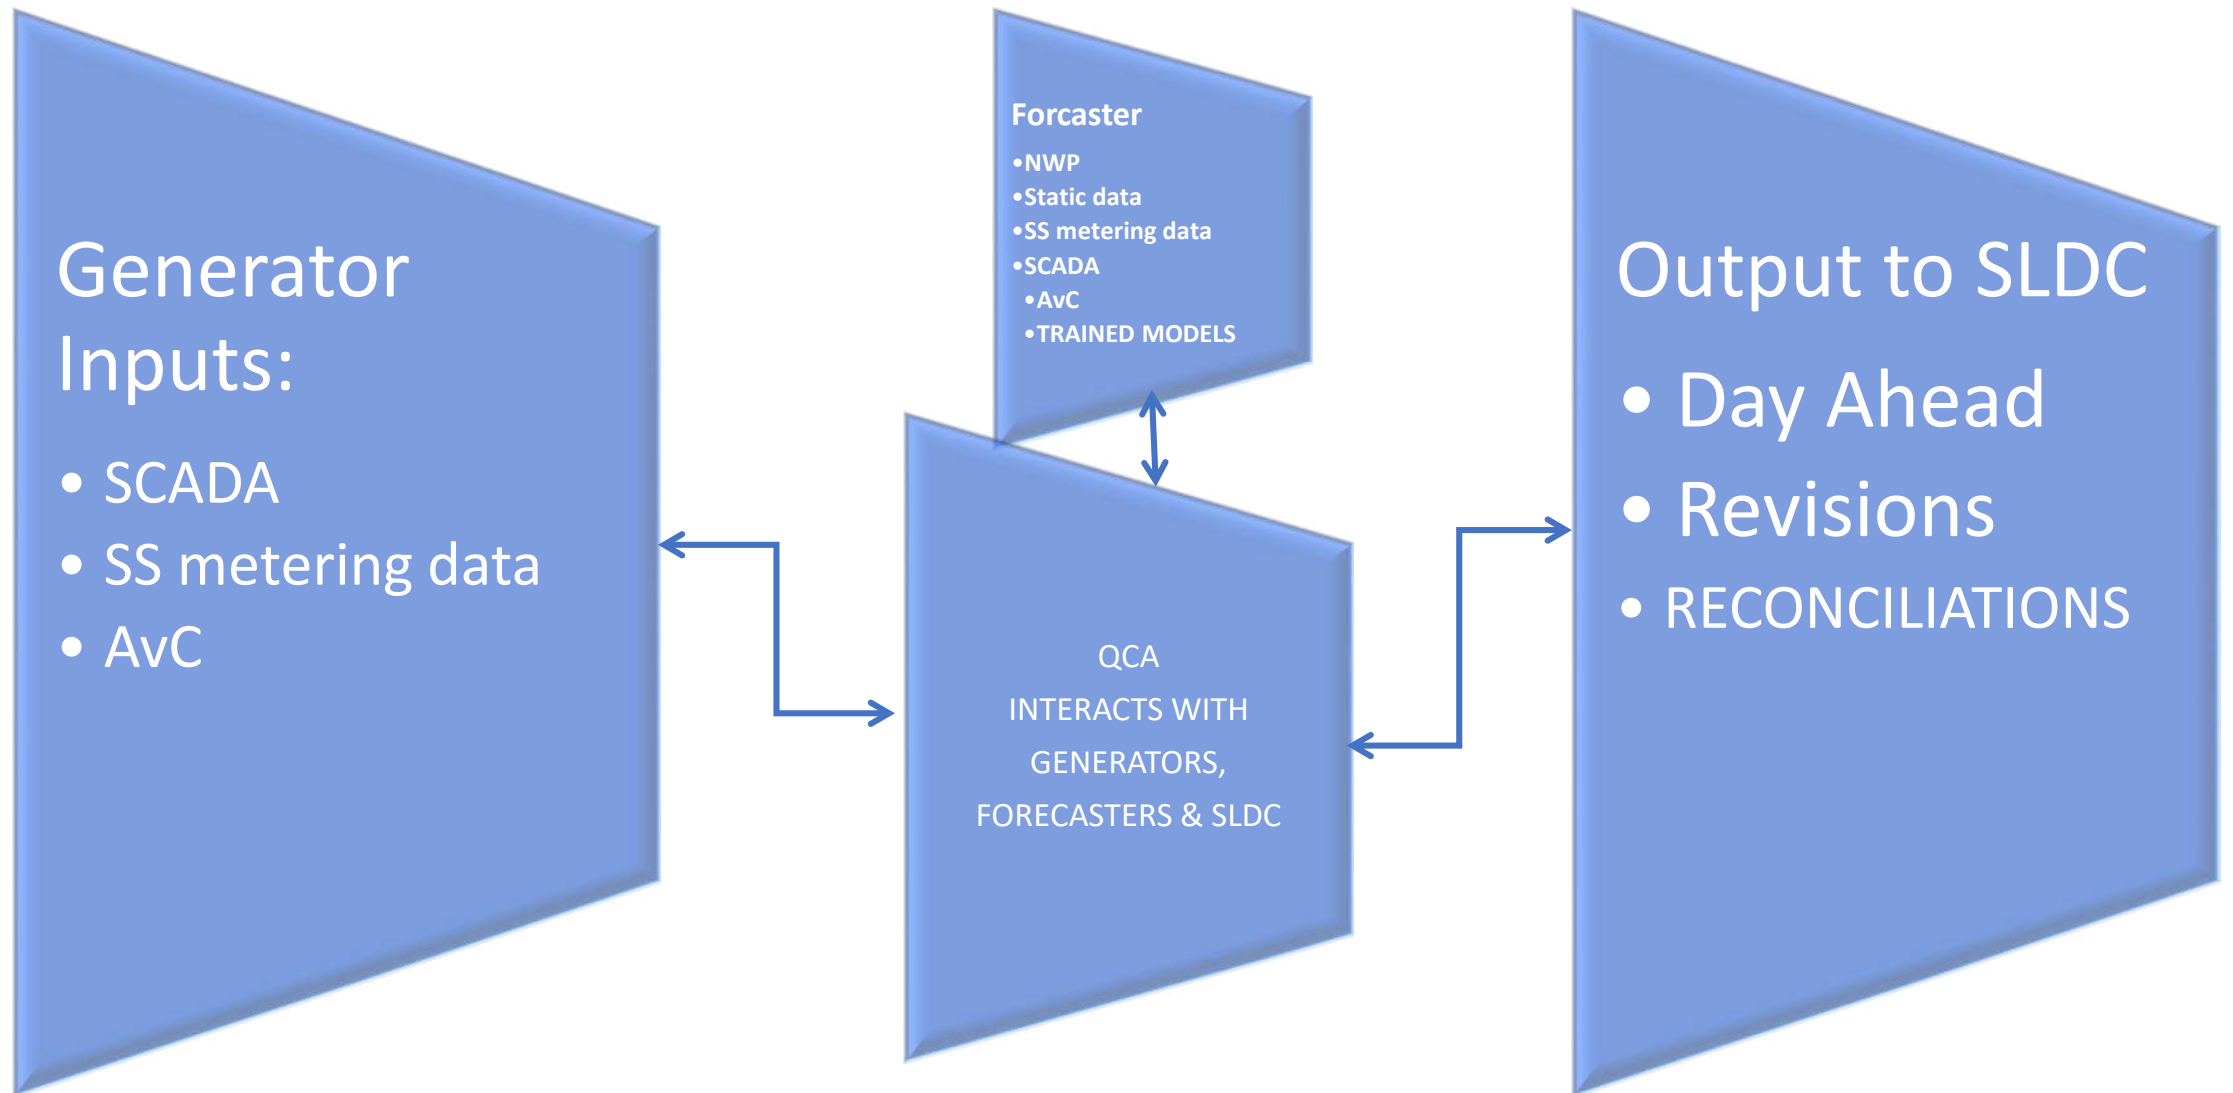 Generator
Inputs:
• SCADA
• SS metering data
• AvC
Forcaster
•NWP
•Static data
•SS metering data
•SCADA
•AvC
•TRAINED MODELS
QCA
INTERACTS WITH
GENERATORS,
FORECASTERS & SLDC
Output to SLDC
• Day Ahead
• Revisions
• RECONCILIATIONS